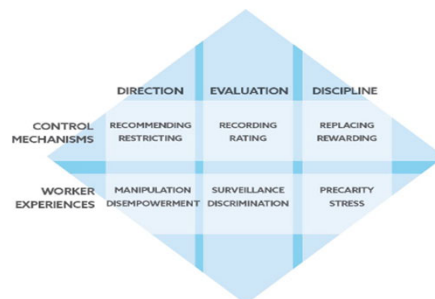 DIRECTION EVALUATION DISCIPLINE
CONTROL MECHANISMS
RECOMMENDING RESTRICTING
RECORDING RATING
REPLACING REWARDING
WORKER EXPERIENCES
MANIPULATION DISEMPOWERMENT
SURVEILLANCE DISCRIMINATION
PRECARITY STRESS